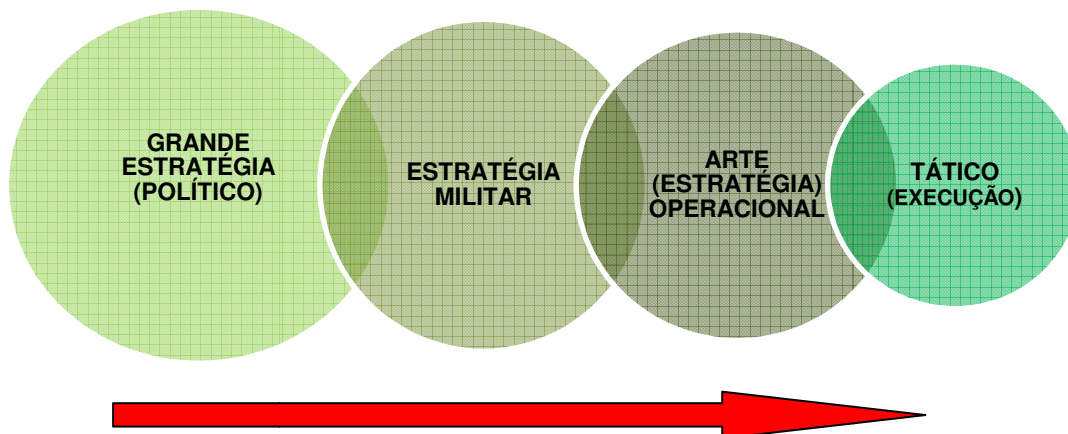 GRANDE
ESTRATÉGIA
(POLÍTICO)
ESTRATÉGIA
MILITAR
ARTE
(ESTRATÉGIA)
OPERACIONAL
TÁTICO
(EXECUÇÃO)